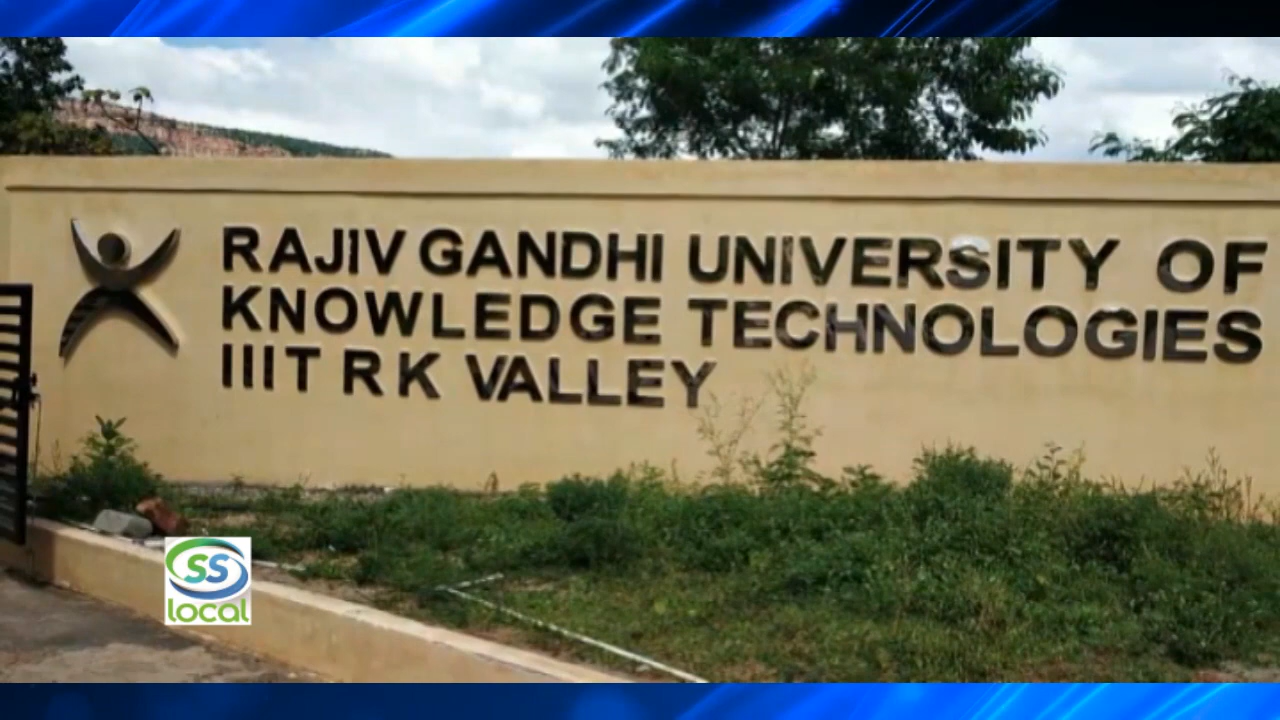 RAJIV GANDHI UNIVERSITY OF
KNOWLEDGE TECHNOLOGIES
IIIT RK VALLEY
SS
local